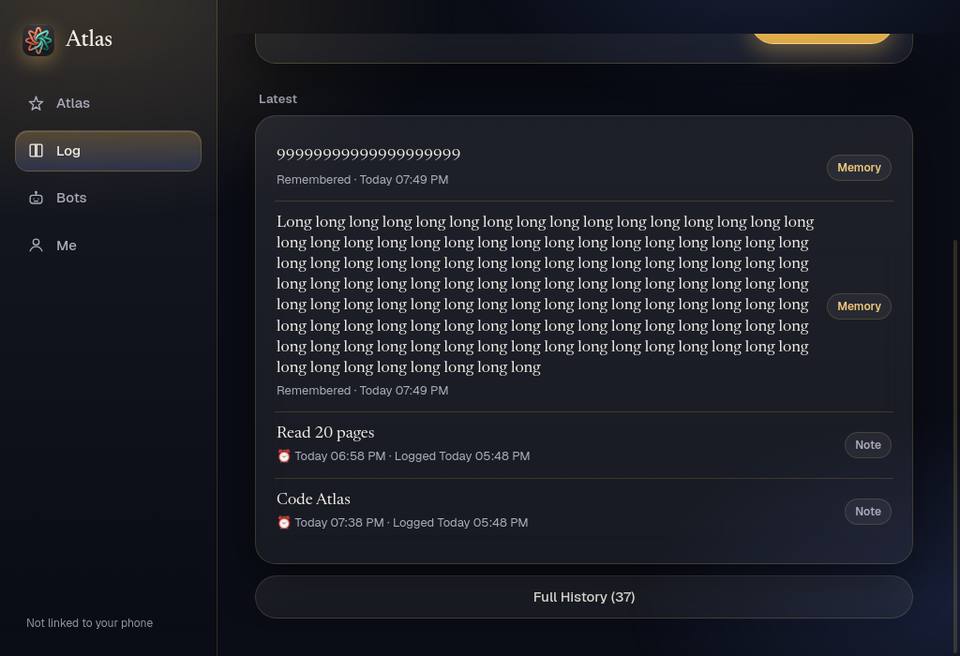 Atlas
Atlas
Log
Bots
Me
Not linked to your phone
Latest
99999999999999999999
Remembered · Today 07:49 PM
Memory
Long long long long long long long long long long long long long long long long
long long long long long long long long long long long long long long long long
long long long long long long long long long long long long long long long long
long long long long long long long long long long long long long long long long
long long long long long long long long long long long long long long long long
long long long long long long long long long long long long long long long long
long long long long long long long long long long long long long long long long
long long long long long long long long
Remembered · Today 07:49 PM
Memory
Read 20 pages
⏰ Today 06:58 PM · Logged Today 05:48 PM
Note
Code Atlas
⏰ Today 07:38 PM · Logged Today 05:48 PM
Note
Full History (37)